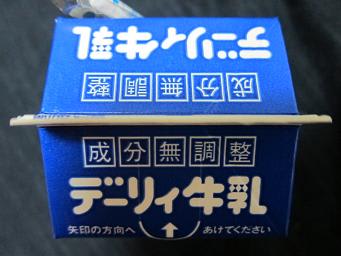 デーリィ牛乳
成分無調整
成分無調整
デーリィ牛乳
矢印の方向へ あけてください